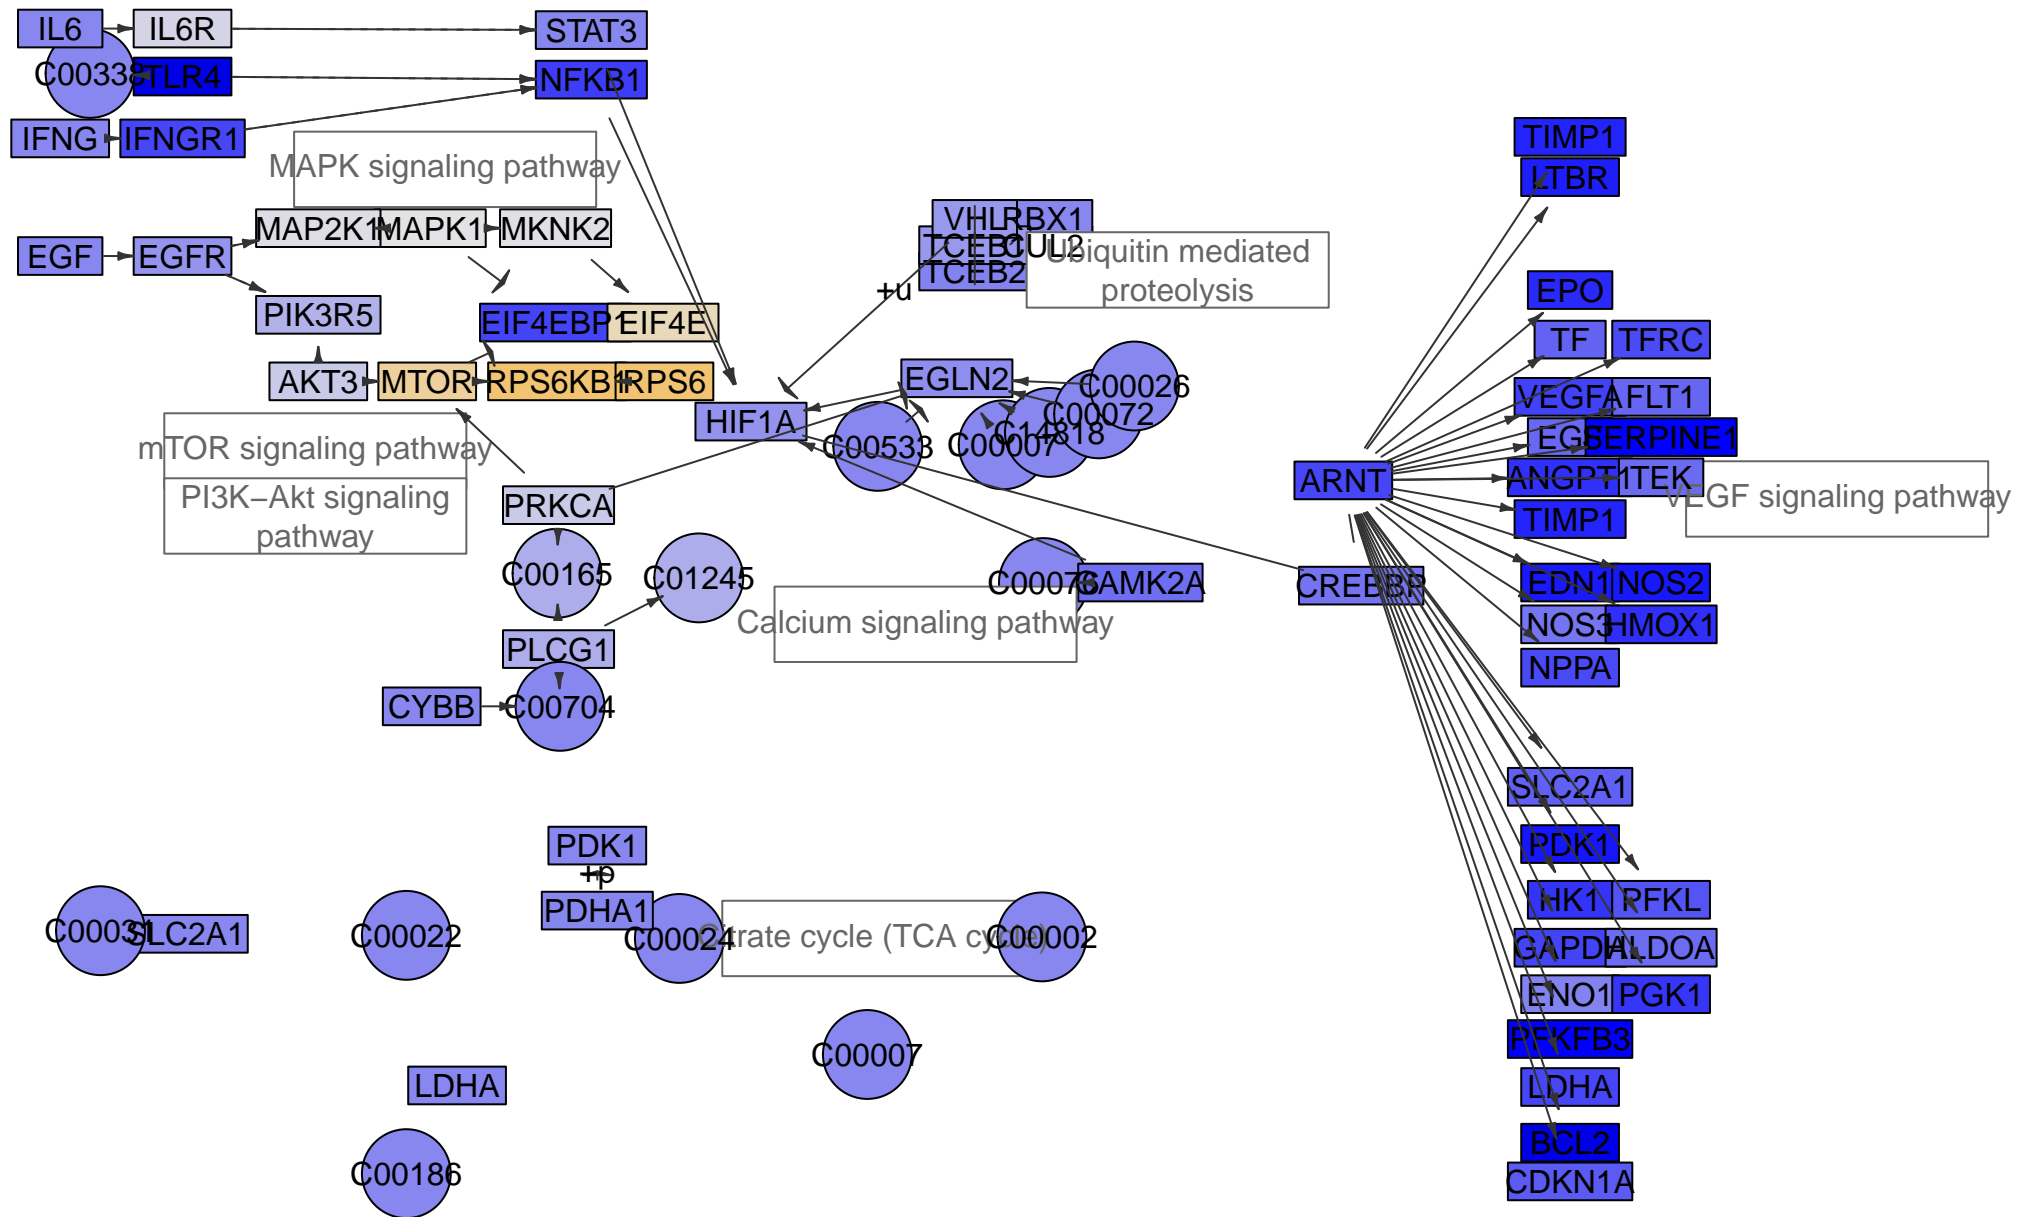 IL6
IL6R
STAT3
C00338
TLR4
NFKB1
IFNG
IFNGR1
MAPK signaling pathway
TIMP1
LTBR
MAP2K1
MAPK1
MKNK2
VHL
RBX1
EGF
EGFR
TCEB1
CUL2
TCEB2
Ubiquitin mediated
proteolysis
+u
PIK3R5
EIF4EBP1
EIF4E
EPO
TF
TFRC
AKT3
MTOR
RPS6KB1
RPS6
EGLN2
C00026
HIF1A
C00072
C14818
C00007
C00533
VEGFA
FLT1
EGF
SERPINE1
mTOR signaling pathway
PI3K−Akt signaling
pathway
PRKCA
ARNT
ANGPT1
TEK
VEGF signaling pathway
TIMP1
C00165
C01245
C00076
CAMK2A
CREBBP
EDN1
NOS2
Calcium signaling pathway
NOS3
HMOX1
PLCG1
NPPA
CYBB
C00704
SLC2A1
PDK1
+p
PDK1
PDHA1
HK1
PFKL
C00031
SLC2A1
C00022
C00024
Citrate cycle (TCA cycle)
C00002
GAPDH
ALDOA
ENO1
PGK1
C00007
PFKFB3
LDHA
LDHA
BCL2
C00186
CDKN1A